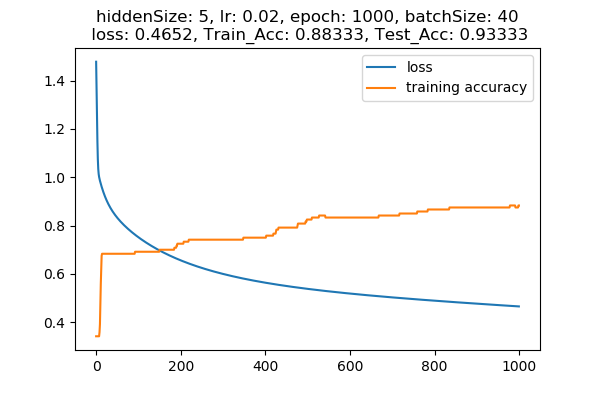 hiddenSize: 5, lr: 0.02, epoch: 1000, batchSize: 40
loss: 0.4652, Train_Acc: 0.88333, Test_Acc: 0.93333
loss
training accuracy
1.4
1.2
1.0
0.8
0.6
0.4
0 200 400 600 800 1000